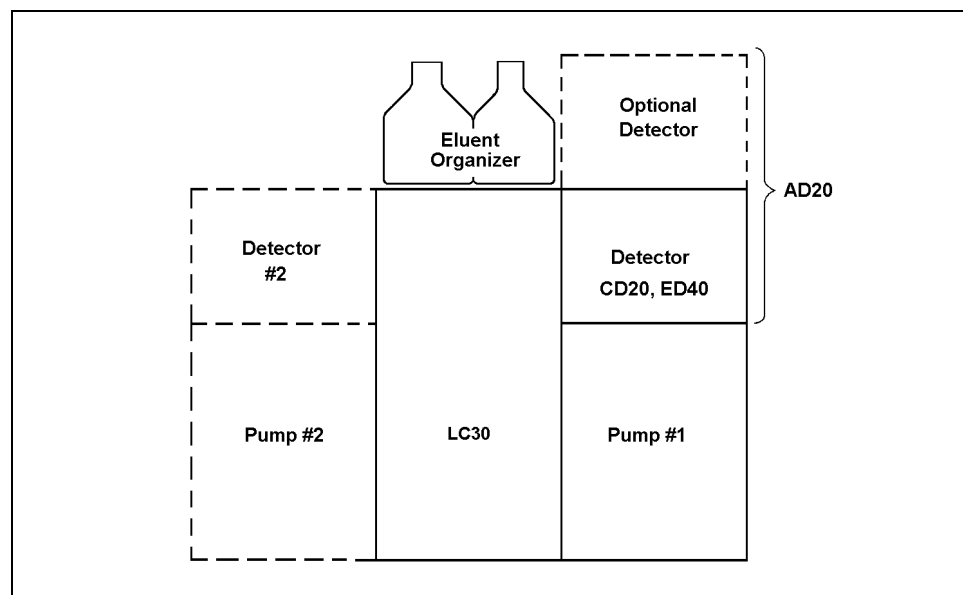 Optional
Detector
Eluent
Organizer
AD20
Detector
#2
Detector
CD20, ED40
Pump #2
LC30
Pump #1